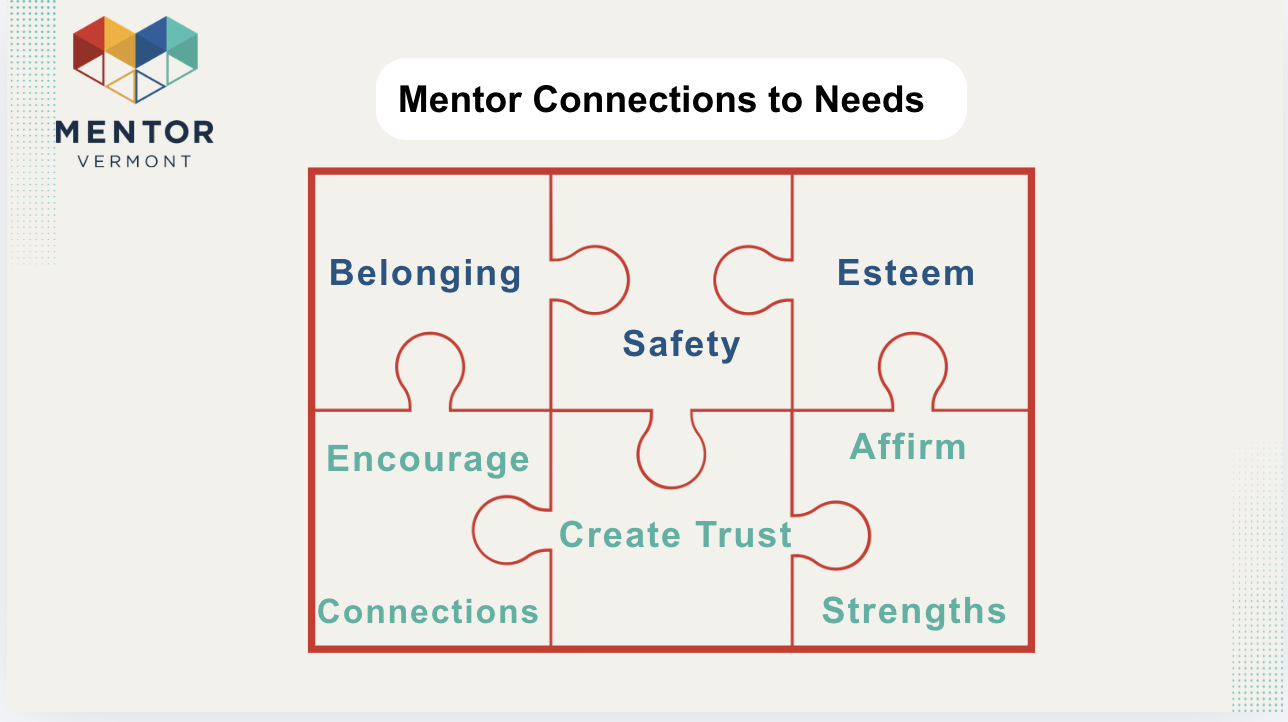 MENTOR
VERMONT
Mentor Connections to Needs
Belonging
Safety
Esteem
Encourage
Connections
Create Trust
Affirm
Strengths